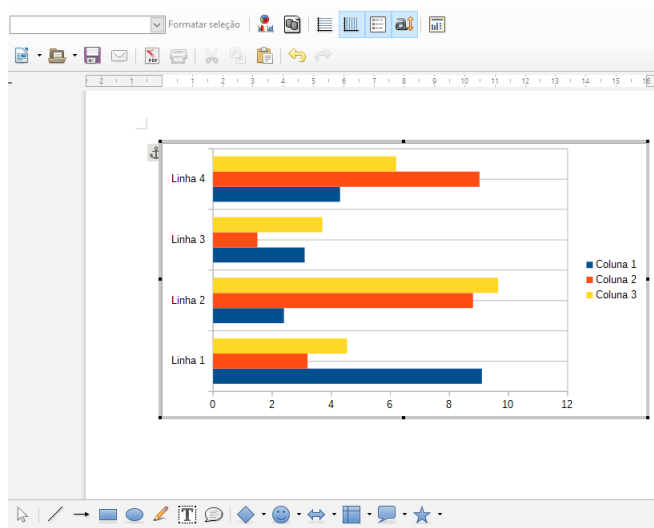 Formatar seleção
PDF
2 1 1 2 3 4 5 6 7 8 9 10 11 12 13 14 15 16
Linha 4
Linha 3
Linha 2
Linha 1
0 2 4 6 8 10 12
Coluna 1
Coluna 2
Coluna 3